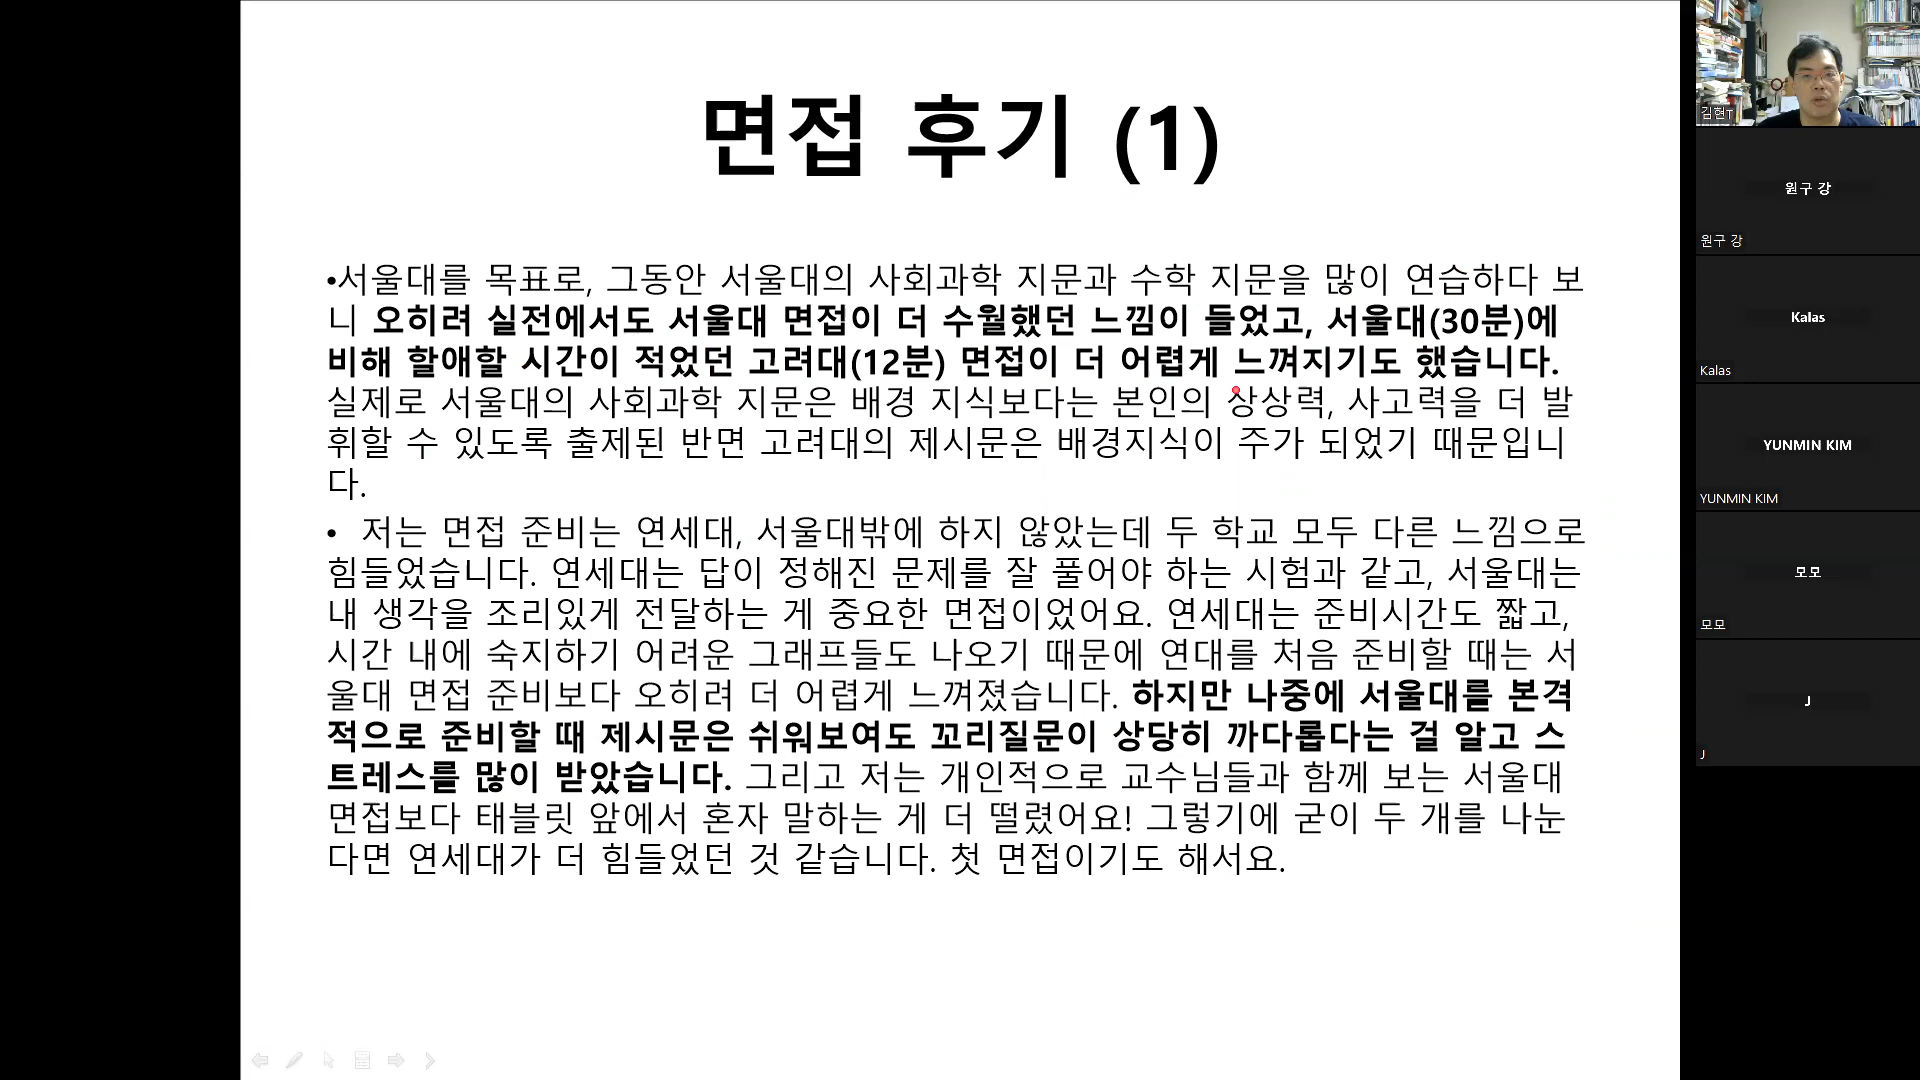 면접 후기 (1)
•서울대를 목표로, 그동안 서울대의 사회과학 지문과 수학 지문을 많이 연습하다 보
니 오히려 실전에서도 서울대 면접이 더 수월했던 느낌이 들었고, 서울대(30분)에
비해 할애할 시간이 적었던 고려대(12분) 면접이 더 어렵게 느껴지기도 했습니다.
실제로 서울대의 사회과학 지문은 배경 지식보다는 본인의 상상력, 사고력을 더 발
휘할 수 있도록 출제된 반면 고려대의 제시문은 배경지식이 주가 되었기 때문입니
다.
• 저는 면접 준비는 연세대, 서울대밖에 하지 않았는데 두 학교 모두 다른 느낌으로
힘들었습니다. 연세대는 답이 정해진 문제를 잘 풀어야 하는 시험과 같고, 서울대는
내 생각을 조리있게 전달하는 게 중요한 면접이었어요. 연세대는 준비시간도 짧고,
시간 내에 숙지하기 어려운 그래프들도 나오기 때문에 연대를 처음 준비할 때는 서
울대 면접 준비보다 오히려 더 어렵게 느껴졌습니다. 하지만 나중에 서울대를 본격
적으로 준비할 때 제시문은 쉬워보여도 꼬리질문이 상당히 까다롭다는 걸 알고 스
트레스를 많이 받았습니다. 그리고 저는 개인적으로 교수님들과 함께 보는 서울대
면접보다 태블릿 앞에서 혼자 말하는 게 더 떨렸어요! 그렇기에 굳이 두 개를 나눈
다면 연세대가 더 힘들었던 것 같습니다. 첫 면접이기도 해서요.
김현T
원구 강
원구 강
Kalas
Kalas
YUNMIN KIM
YUNMIN KIM
모모
모모
J
J